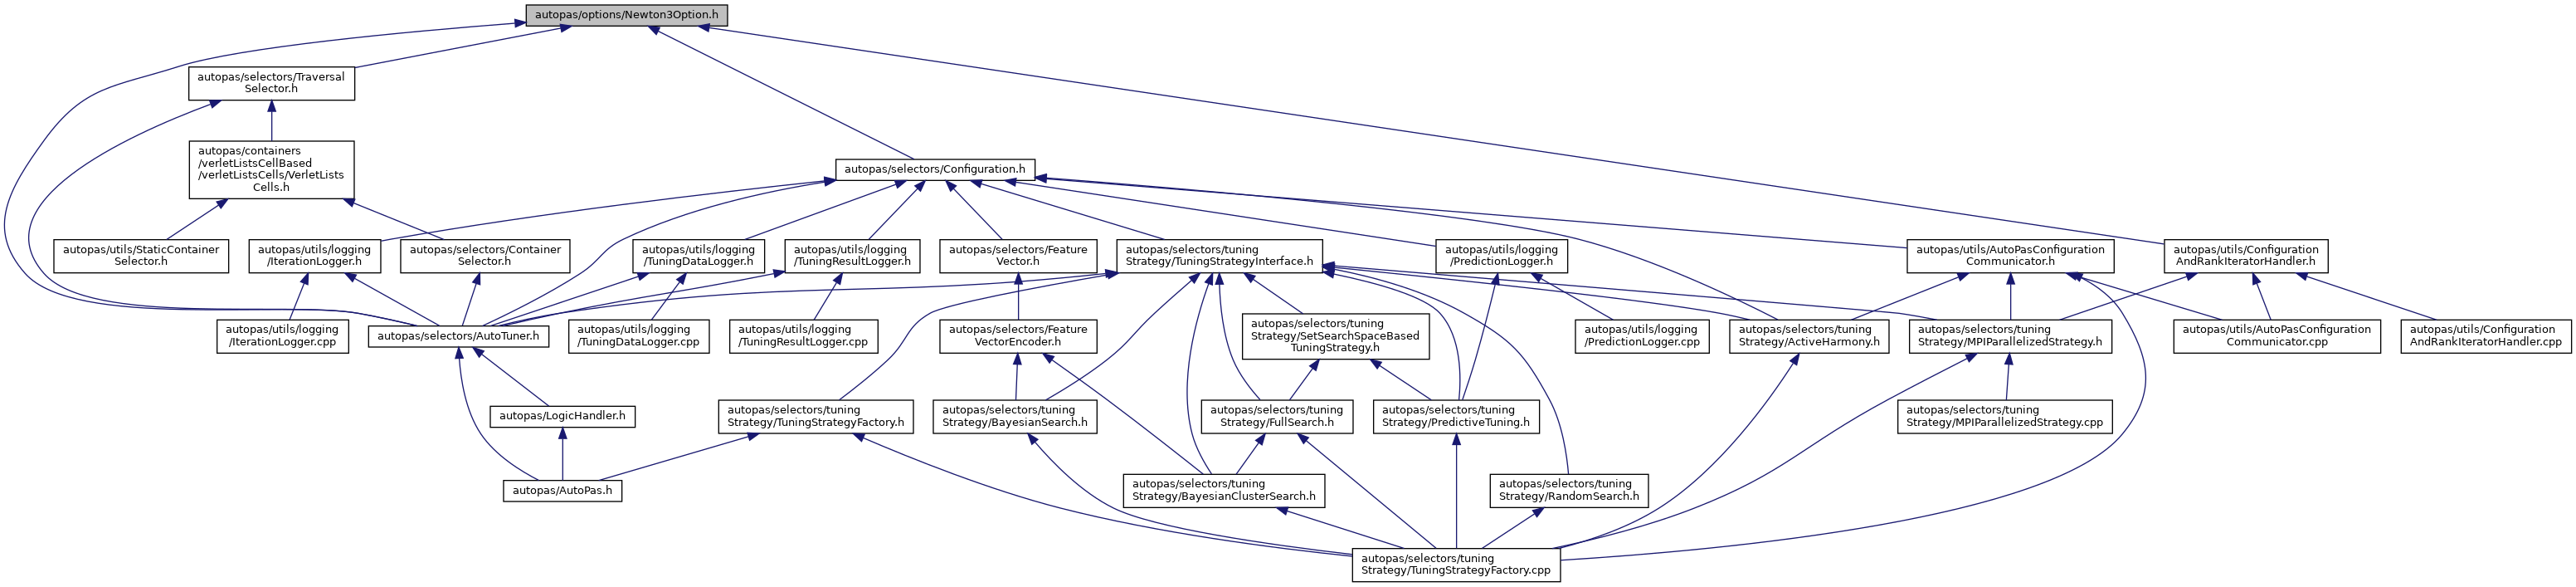 autopas/options/Newton3Option.h
autopas/selectors/Traversal
Selector.h
autopas/containers
/verletListsCellBased
/verletListsCells/VerletLists
Cells.h
autopas/selectors/Configuration.h
autopas/utils/StaticContainer
Selector.h
autopas/utils/logging
/IterationLogger.h
autopas/selectors/Container
Selector.h
autopas/utils/logging
/TuningDataLogger.h
autopas/utils/logging
/TuningResultLogger.h
autopas/selectors/Feature
Vector.h
autopas/selectors/tuning
Strategy/TuningStrategyInterface.h
autopas/utils/logging
/PredictionLogger.h
autopas/utils/AutoPasConfiguration
Communicator.h
autopas/utils/Configuration
AndRankIteratorHandler.h
autopas/utils/logging
/IterationLogger.cpp
autopas/selectors/AutoTuner.h
autopas/utils/logging
/TuningDataLogger.cpp
autopas/utils/logging
/TuningResultLogger.cpp
autopas/selectors/Feature
VectorEncoder.h
autopas/selectors/tuning
Strategy/SetSearchSpaceBased
TuningStrategy.h
autopas/utils/logging
/PredictionLogger.cpp
autopas/selectors/tuning
Strategy/ActiveHarmony.h
autopas/selectors/tuning
Strategy/MPIParallelizedStrategy.h
autopas/utils/AutoPasConfiguration
Communicator.cpp
autopas/utils/Configuration
AndRankIteratorHandler.cpp
autopas/LogicHandler.h
autopas/selectors/tuning
Strategy/TuningStrategyFactory.h
autopas/selectors/tuning
Strategy/BayesianSearch.h
autopas/selectors/tuning
Strategy/FullSearch.h
autopas/selectors/tuning
Strategy/PredictiveTuning.h
autopas/selectors/tuning
Strategy/MPIParallelizedStrategy.cpp
autopas/AutoPas.h
autopas/selectors/tuning
Strategy/BayesianClusterSearch.h
autopas/selectors/tuning
Strategy/RandomSearch.h
autopas/selectors/tuning
Strategy/TuningStrategyFactory.cpp